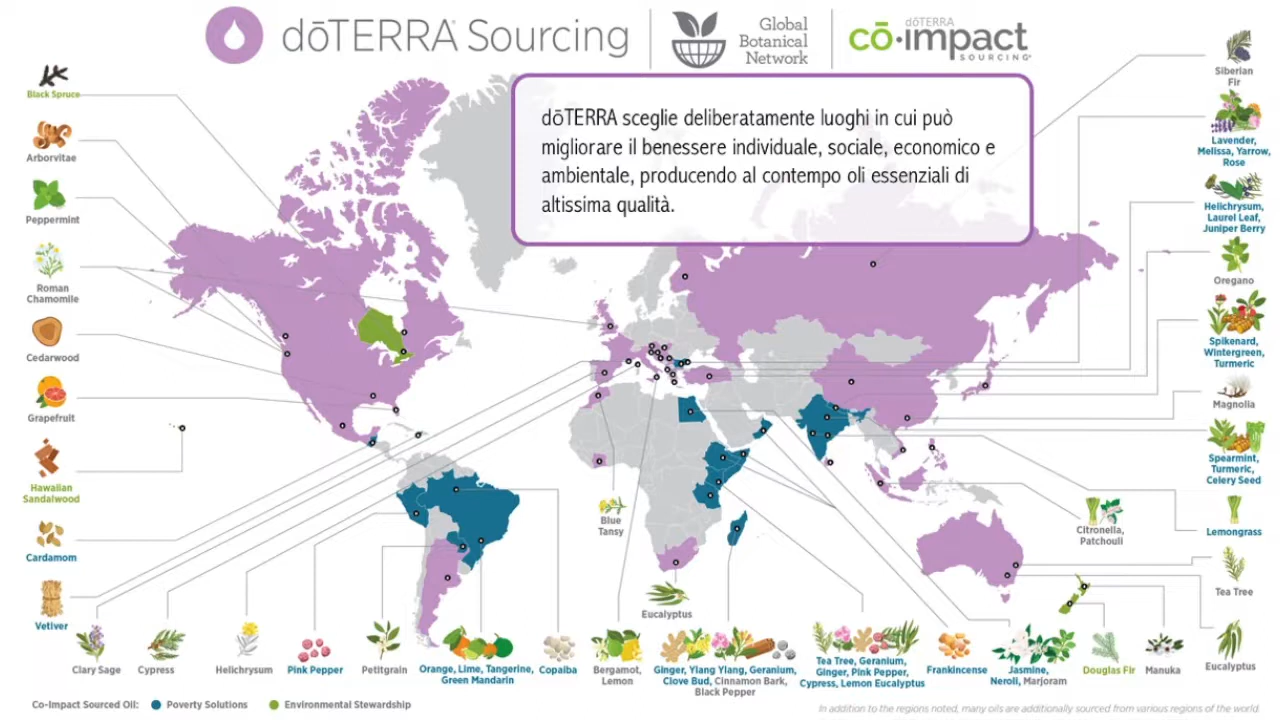 dōTERRA® Sourcing
Global
Botanical
Network
dōTERRA
cō•impact
SOURCING®
dōTERRA sceglie deliberatamente luoghi in cui può
migliorare il benessere individuale, sociale, economico e
ambientale, producendo al contempo oli essenziali di
altissima qualità.
Black Spruce
Arborvitae
Peppermint
Roman
Chamomile
Cedarwood
Grapefruit
Hawaiian
Sandalwood
Cardamom
Vetiver
Siberian
Fir
Lavender,
Melissa, Yarrow,
Rose
Helichrysum,
Laurel Leaf,
Juniper Berry
Oregano
Spikenard,
Wintergreen,
Turmeric
Magnolia
Spearmint,
Turmeric,
Celery Seed
Lemongrass
Tea Tree
Eucalyptus
Blue
Tansy
Citronella,
Patchouli
Eucalyptus
Clary Sage
Cypress
Helichrysum
Pink Pepper
Petitgrain
Orange, Lime, Tangerine,
Green Mandarin
Copaiba
Bergamot,
Lemon
Ginger, Ylang Ylang, Geranium,
Clove Bud, Cinnamon Bark,
Black Pepper
Tea Tree, Geranium,
Ginger, Pink Pepper,
Cypress, Lemon Eucalyptus
Frankincense
Jasmine,
Neroli, Marjoram
Douglas Fir
Manuka
Co-Impact Sourced Oil:
Poverty Solutions
Environmental Stewardship
In addition to the regions noted, many oils are additionally sourced from various regions of the world.